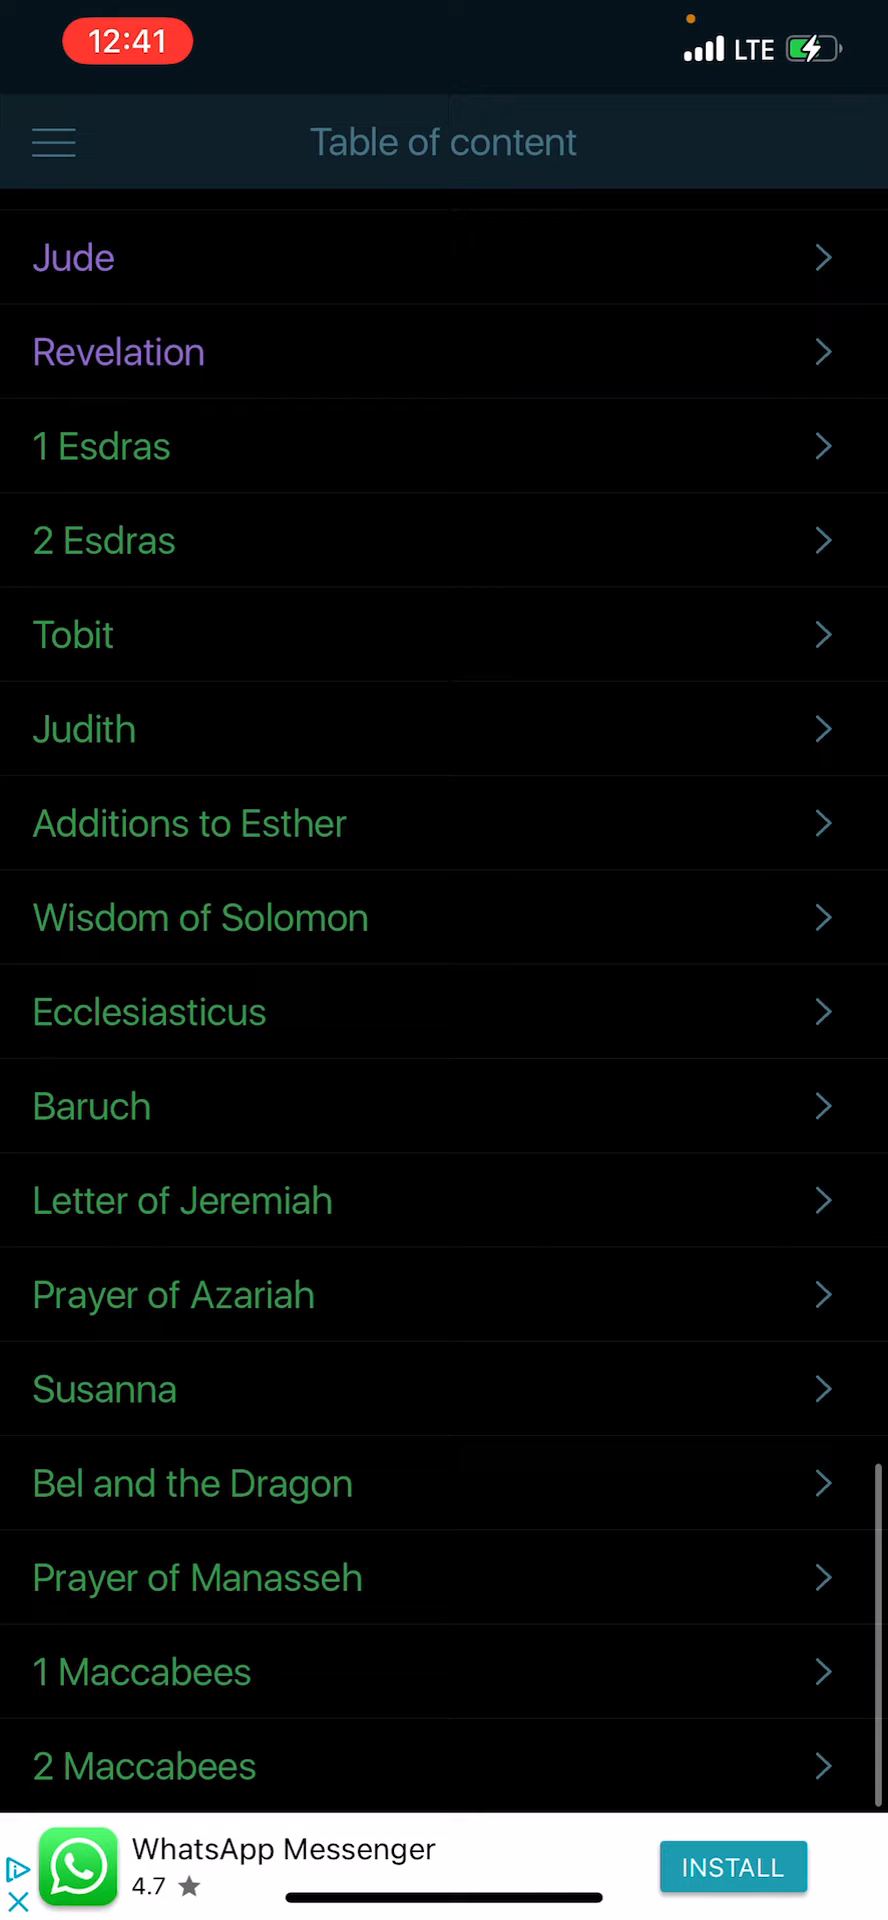 12:41
LTE
Table of content
Jude
Revelation
1 Esdras
2 Esdras
Tobit
Judith
Additions to Esther
Wisdom of Solomon
Ecclesiasticus
Baruch
Letter of Jeremiah
Prayer of Azariah
Susanna
Bel and the Dragon
Prayer of Manasseh
1 Maccabees
2 Maccabees
WhatsApp Messenger
4.7 ★
INSTALL